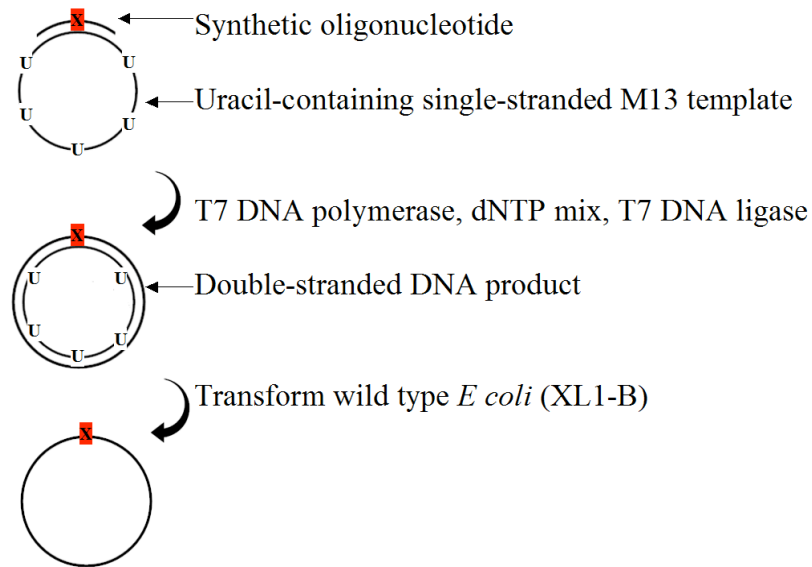 X
Synthetic oligonucleotide
U U
Uracil-containing single-stranded M13 template
U U
U
T7 DNA polymerase, dNTP mix, T7 DNA ligase
X
U U
Double-stranded DNA product
U U
U
Transform wild type E coli (XL1-B)
X